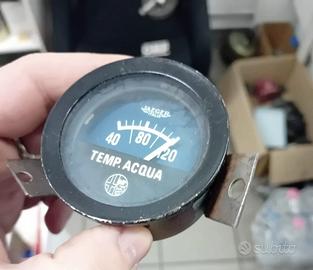 JAEGER
40 80 120
TEMP. ACQUA
subito